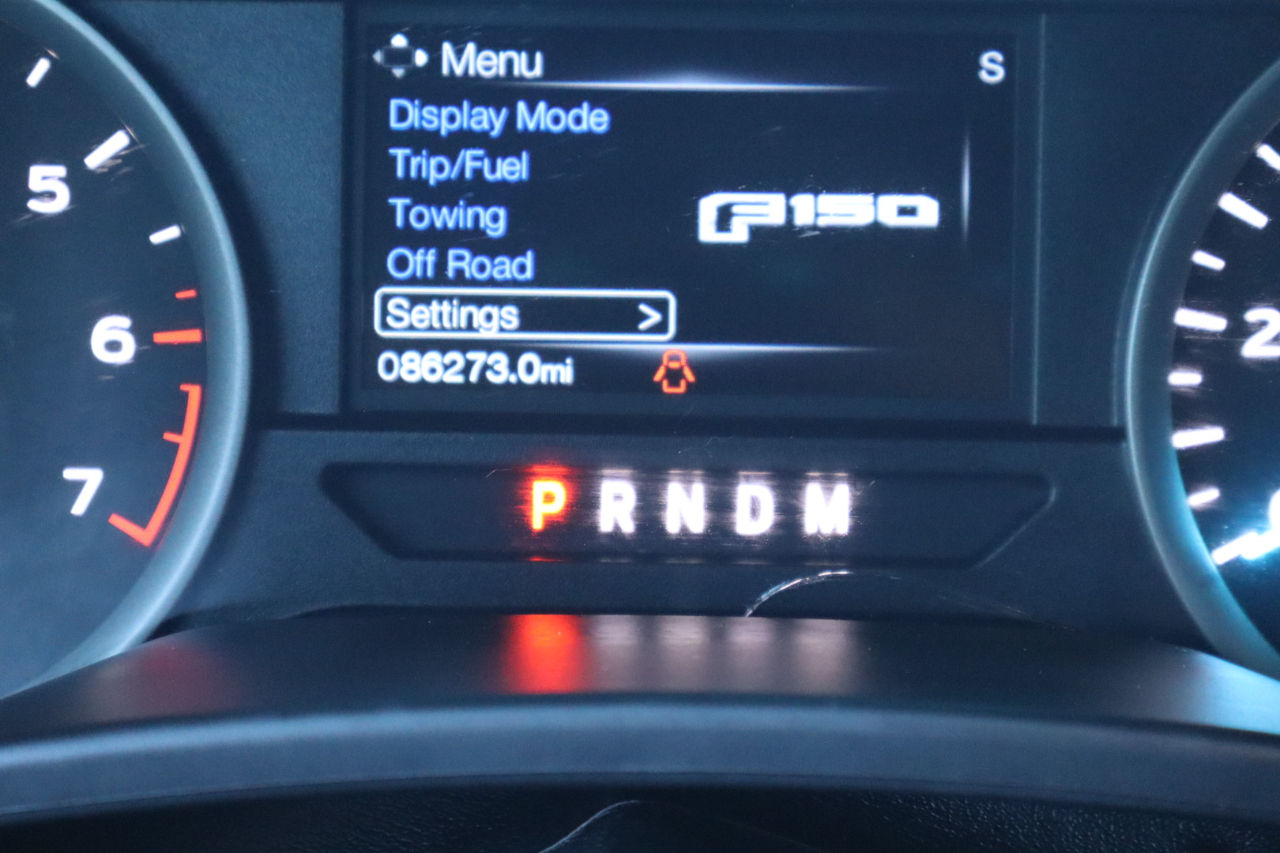 Menu
S
Display Mode
Trip/Fuel
Towing
F150
Off Road
Settings >
086273.0mi
P R N D M
5
6
7
2